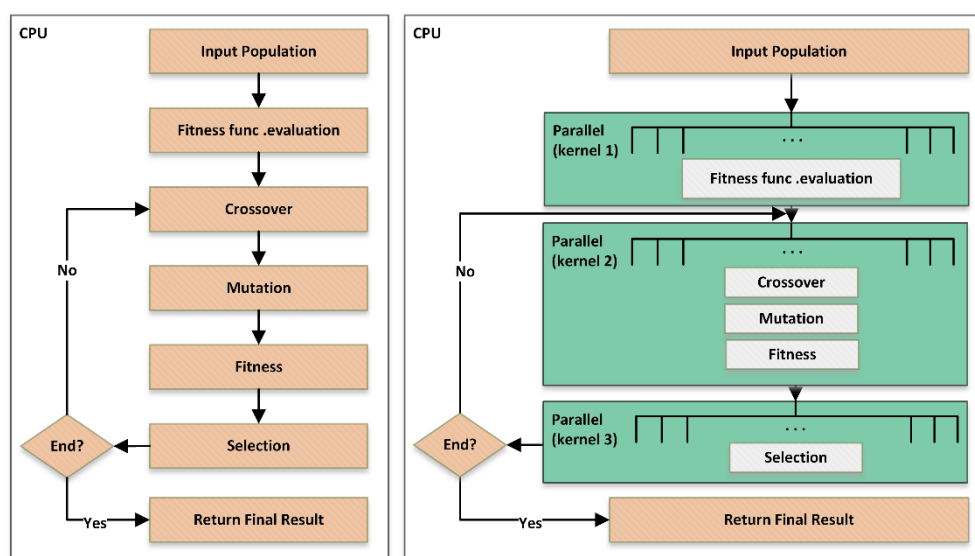 CPU
Input Population
Fitness func .evaluation
Crossover
No
Mutation
Fitness
End?
Selection
Yes
Return Final Result
CPU
Input Population
Parallel
(kernel 1)
...
Fitness func .evaluation
Parallel
(kernel 2)
...
No
Crossover
Mutation
Fitness
Parallel
(kernel 3)
...
End?
Selection
Yes
Return Final Result